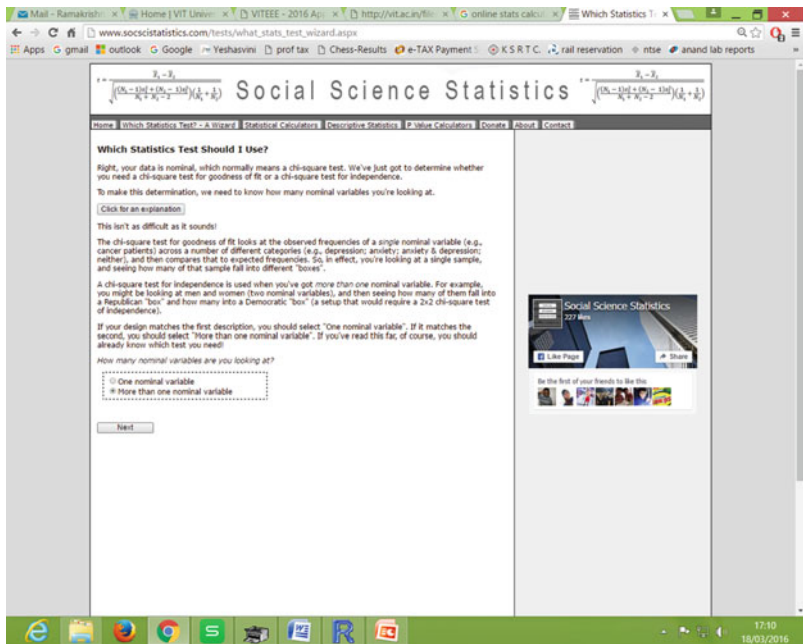 Mail - Ramakrishn
Home | VIT Univer
VITEEE - 2016 Ap
http://vit.ac.in/file
online stats calcul
Which Statistics T
www.socscistatistics.com/tests/what_stats_test_wizard.aspx
Apps gmail outlook Google Yeshasvini prof tax Chess-Results e-TAX Payment S K S R T C. rail reservation ntse anand lab reports
Social Science Statistics
Home Which Statistics Test? - A Wizard Statistical Calculators Descriptive Statistics P Value Calculators Donate About Contact
Which Statistics Test Should I Use?
Right, your data is nominal, which normally means a chi-square test. We've just got to determine whether
you need a chi-square test for goodness of fit or a chi-square test for independence.
To make this determination, we need to know how many nominal variables you're looking at.
Click for an explanation
This isn't as difficult as it sounds!
The chi-square test for goodness of fit looks at the observed frequencies of a single nominal variable (e.g.,
cancer patients) across a number of different categories (e.g., depression; anxiety; anxiety & depression;
neither), and then compares that to expected frequencies. So, in effect, you're looking at a single sample,
and seeing how many of that sample fall into different "boxes".
A chi-square test for independence is used when you've got more than one nominal variable. For example,
you might be looking at men and women (two nominal variables), and then seeing how many of them fall into
a Republican "box" and how many into a Democratic "box" (a setup that would require a 2x2 chi-square test
of independence).
If your design matches the first description, you should select "One nominal variable". If it matches the
second, you should select "More than one nominal variable". If you've read this far, of course, you should
already know which test you need!
How many nominal variables are you looking at?
One nominal variable
More than one nominal variable
Next
Social Science Statistics
227 likes
Like Page
Share
Be the first of your friends to like this
17:10
18/03/2016